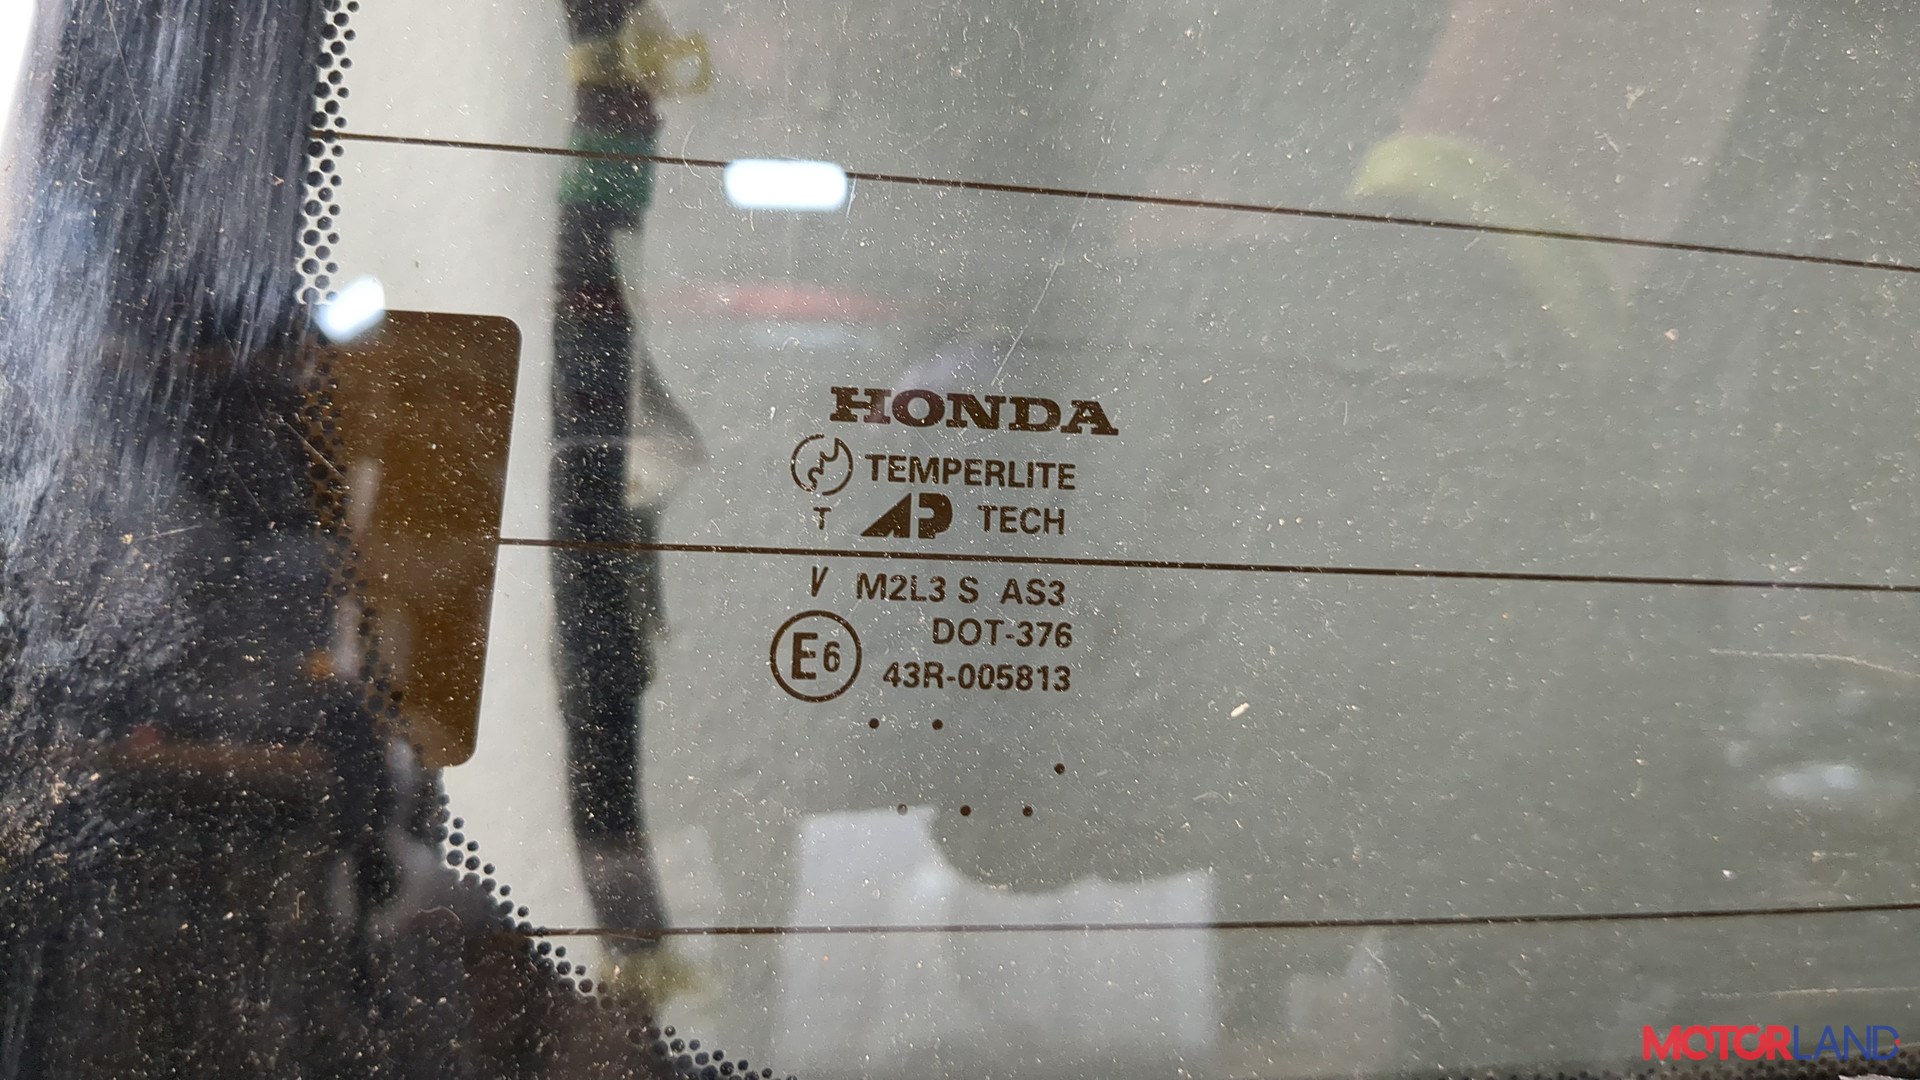 HONDA
TEMPERLITE
T AP TECH
V M2L3 S AS3
DOT-376
E6 43R-005813
MOTORLAND